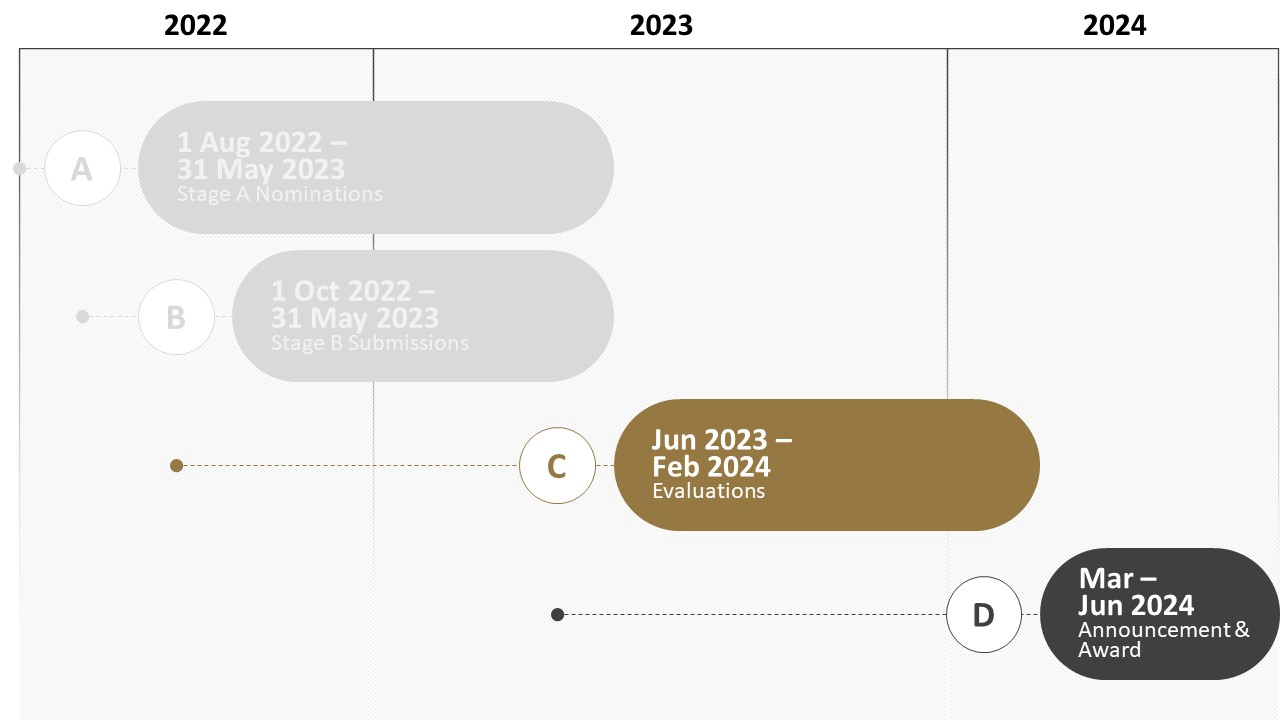 2022 2023 2024
A
1 Aug 2022 –
31 May 2023
Stage A Nominations
B
1 Oct 2022 –
31 May 2023
Stage B Submissions
C
Jun 2023 –
Feb 2024
Evaluations
D
Mar –
Jun 2024
Announcement &
Award